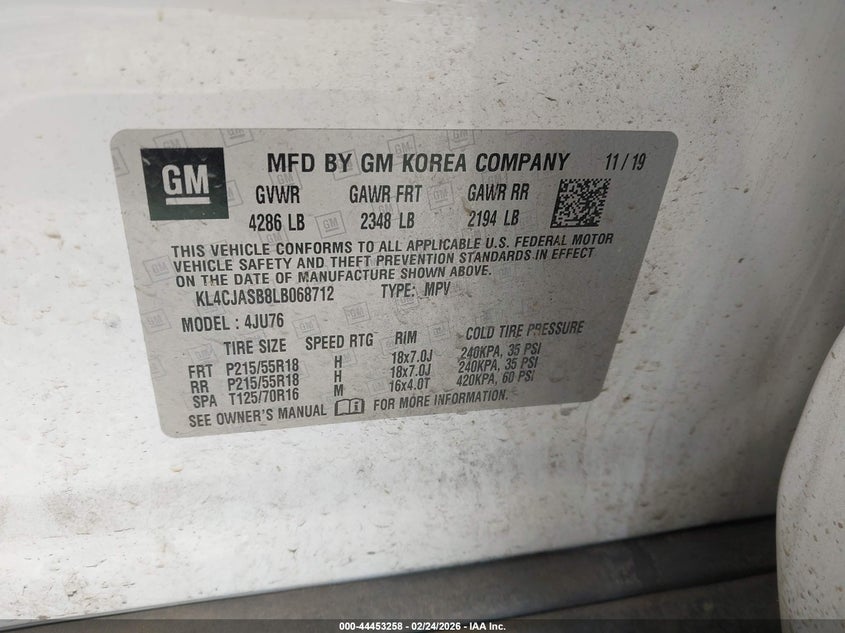 GM MFD BY GM KOREA COMPANY 11/19
GVWR GAWR FRT GAWR RR
4286 LB 2348 LB 2194 LB
THIS VEHICLE CONFORMS TO ALL APPLICABLE U.S. FEDERAL MOTOR
VEHICLE SAFETY AND THEFT PREVENTION STANDARDS IN EFFECT
ON THE DATE OF MANUFACTURE SHOWN ABOVE.
KL4CJASB8LB068712 TYPE: MPV
MODEL : 4JU76
TIRE SIZE SPEED RTG RIM COLD TIRE PRESSURE
FRT P215/55R18 H 18x7.0J 240KPA, 35 PSI
RR P215/55R18 H 18x7.0J 240KPA, 35 PSI
SPA T125/70R16 M 16x4.0T 420KPA, 60 PSI
SEE OWNER'S MANUAL FOR MORE INFORMATION.
000-44453258 - 02/24/2026 - IAA Inc.